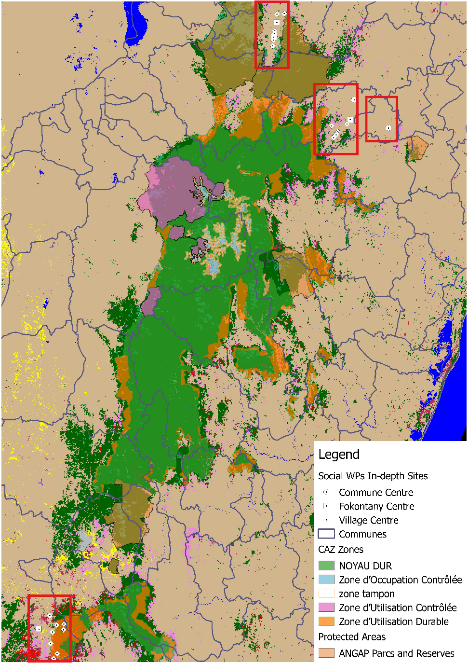 Legend
Social WPs In-depth Sites
Commune Centre
Fokontany Centre
Village Centre
Communes
CAZ Zones
NOYAU DUR
Zone d'Occupation Contrôlée
zone tampon
Zone d'Utilisation Contrôlée
Zone d'Utilisation Durable
Protected Areas
ANGAP Parcs and Reserves